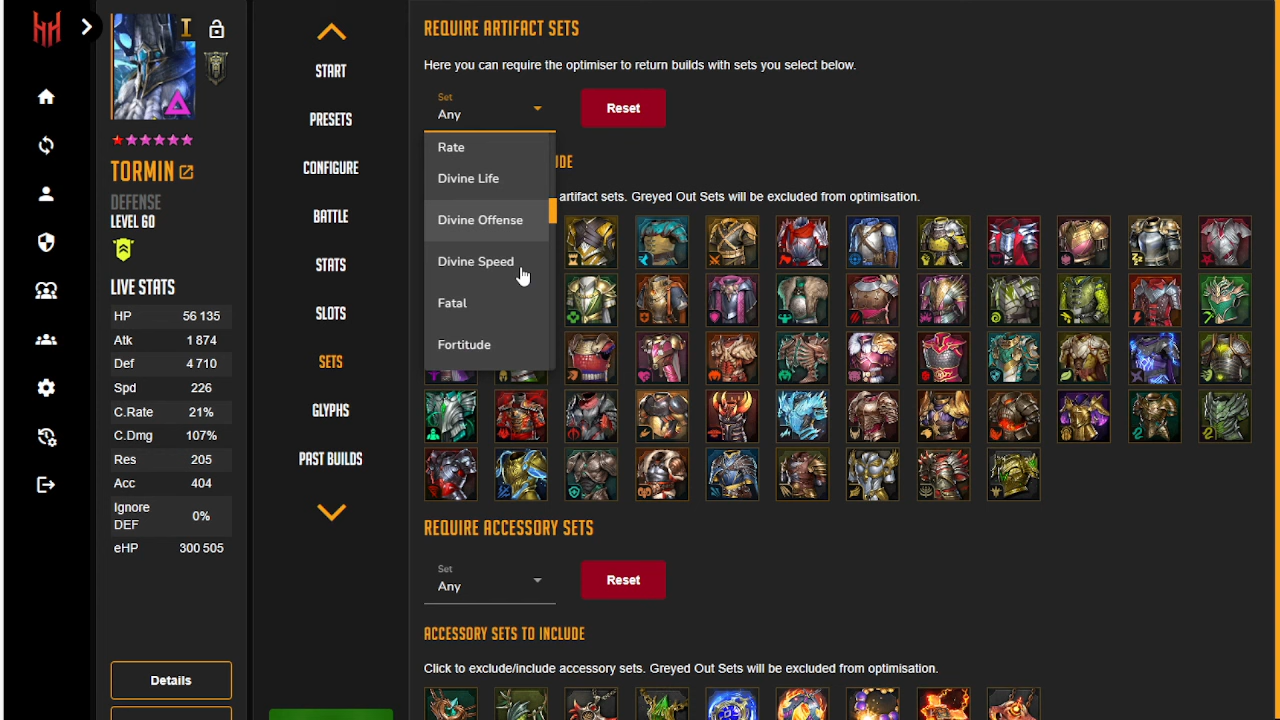 I
TORMIN
DEFENSE
LEVEL 60
LIVE STATS
HP 56 135
Atk 1 874
Def 4 710
Spd 226
C.Rate 21%
C.Dmg 107%
Res 205
Acc 404
Ignore DEF 0%
eHP 300 505
Details
START
PRESETS
CONFIGURE
BATTLE
STATS
SLOTS
SETS
GLYPHS
PAST BUILDS
REQUIRE ARTIFACT SETS
Here you can require the optimiser to return builds with sets you select below.
Set
Any
Reset
Rate
Divine Life
Divine Offense
Divine Speed
Fatal
Fortitude
DE
artifact sets. Greyed Out Sets will be excluded from optimisation.
REQUIRE ACCESSORY SETS
Set
Any
Reset
ACCESSORY SETS TO INCLUDE
Click to exclude/include accessory sets. Greyed Out Sets will be excluded from optimisation.